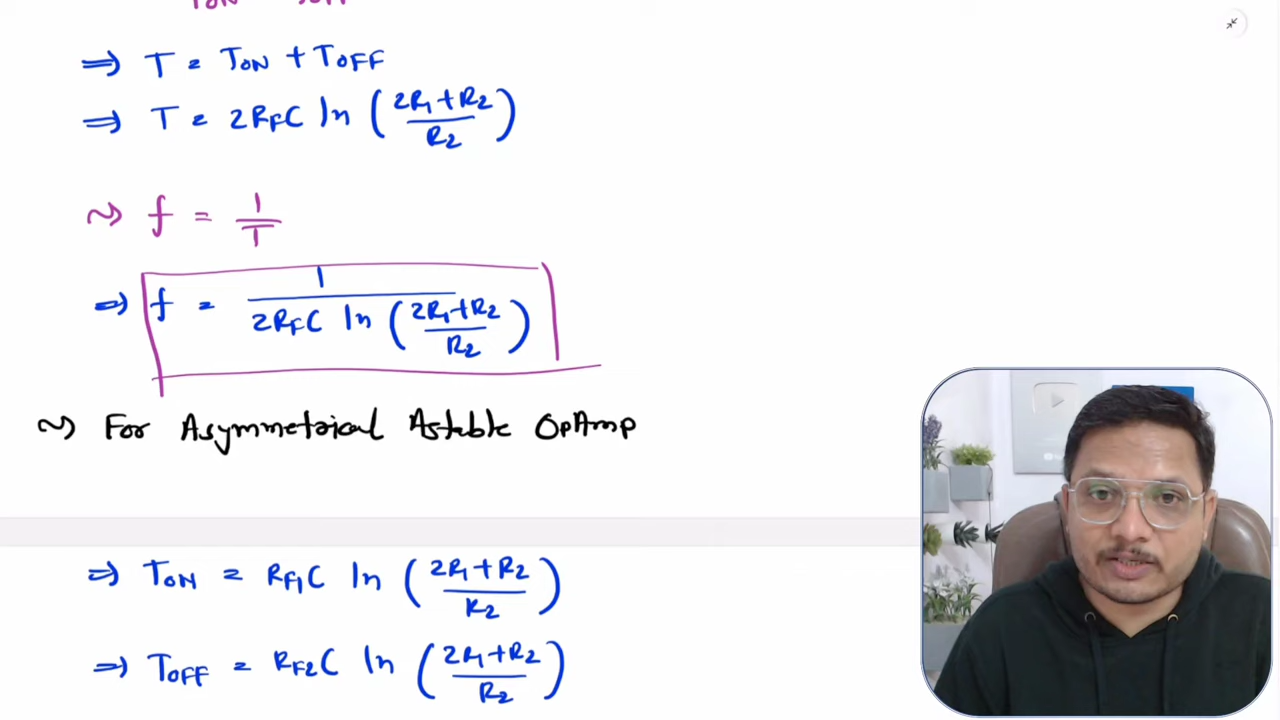 ⇒ T = TON + TOFF
⇒ T = 2RFC ln (2R1+R2 / R2)
~> f = 1/T
⇒ f = 1 / 2RFC ln (2R1+R2 / R2)
~> For Asymmetrical Astable OpAmp
⇒ TON = RF1C ln (2R1+R2 / R2)
⇒ TOFF = RF2C ln (2R1+R2 / R2)